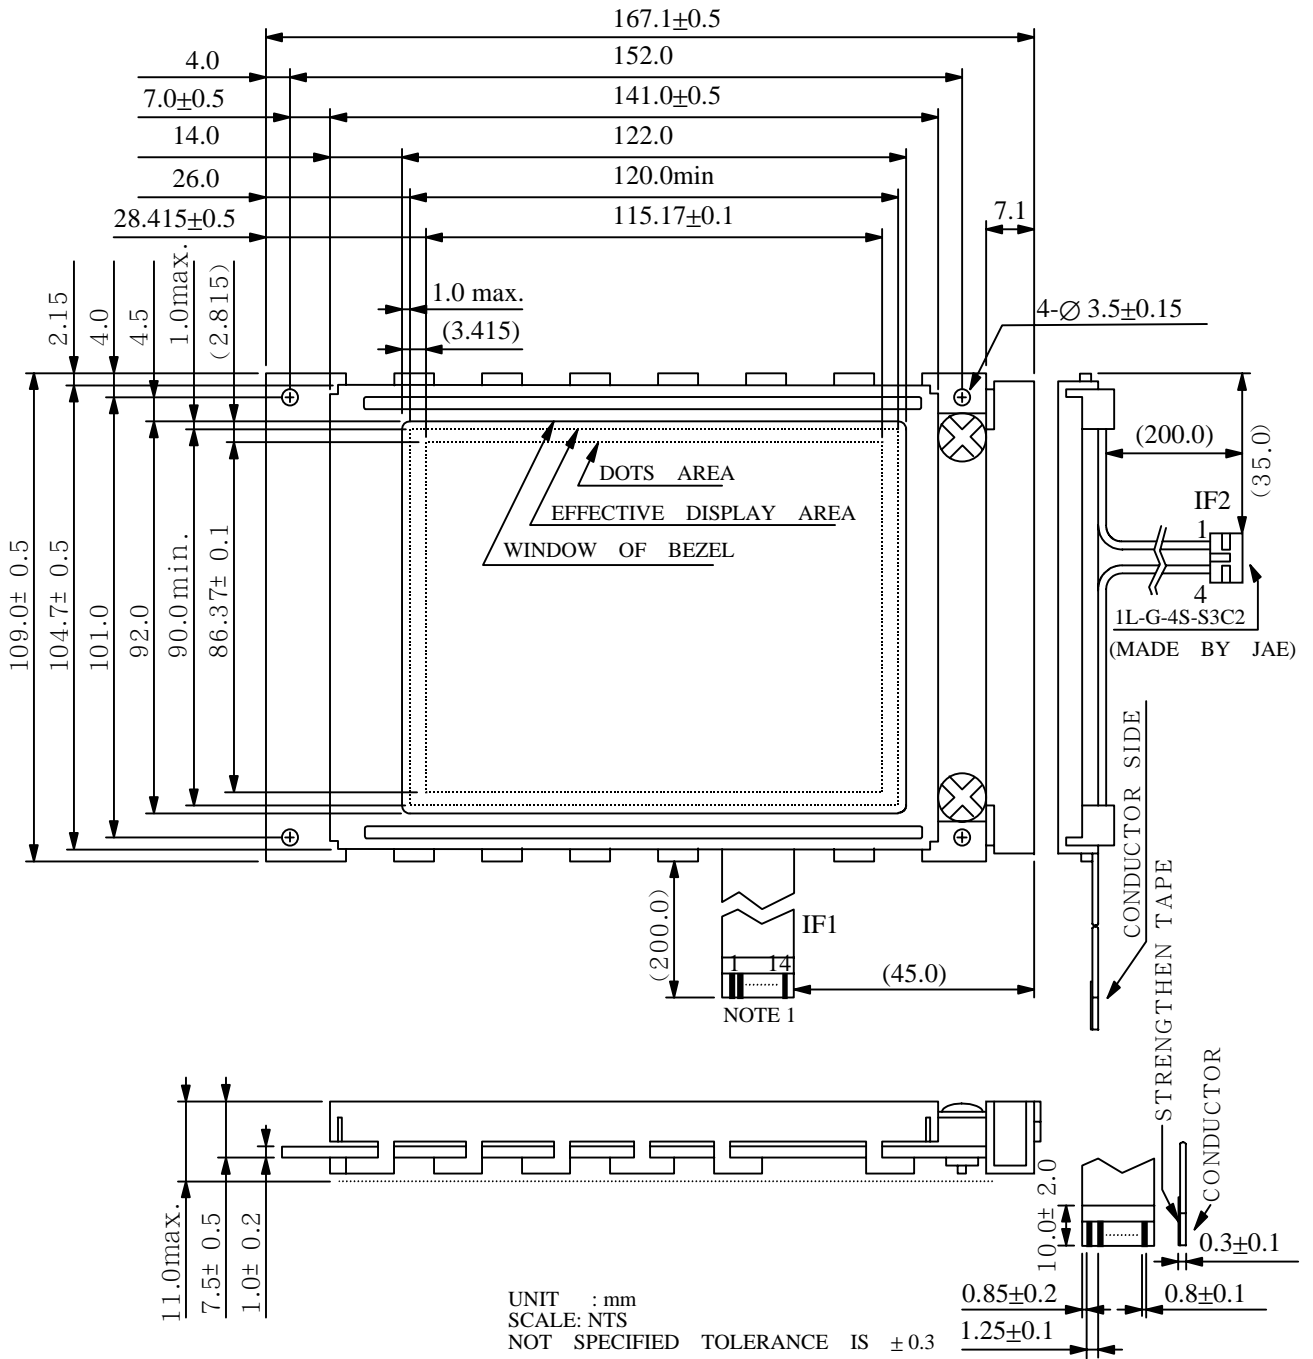 167.1±0.5
4.0
152.0
7.0±0.5
141.0±0.5
14.0
122.0
26.0
120.0min
28.415±0.5
115.17±0.1
7.1
2.15
4.0
4.5
1.0max.
(2.815)
1.0 max.
(3.415)
4-∅ 3.5±0.15
109.0± 0.5
104.7± 0.5
101.0
92.0
90.0min.
86.37± 0.1
DOTS AREA
EFFECTIVE DISPLAY AREA
WINDOW OF BEZEL
(200.0)
(35.0)
IF2
1
4
1L-G-4S-S3C2
(MADE BY JAE)
CONDUCTOR SIDE
(200.0)
IF1
1 14
(45.0)
NOTE 1
STRENGTHEN TAPE
CONDUCTOR
11.0max.
7.5± 0.5
1.0± 0.2
10.0± 2.0
0.3±0.1
0.85±0.2
0.8±0.1
1.25±0.1
UNIT : mm
SCALE: NTS
NOT SPECIFIED TOLERANCE IS ± 0.3